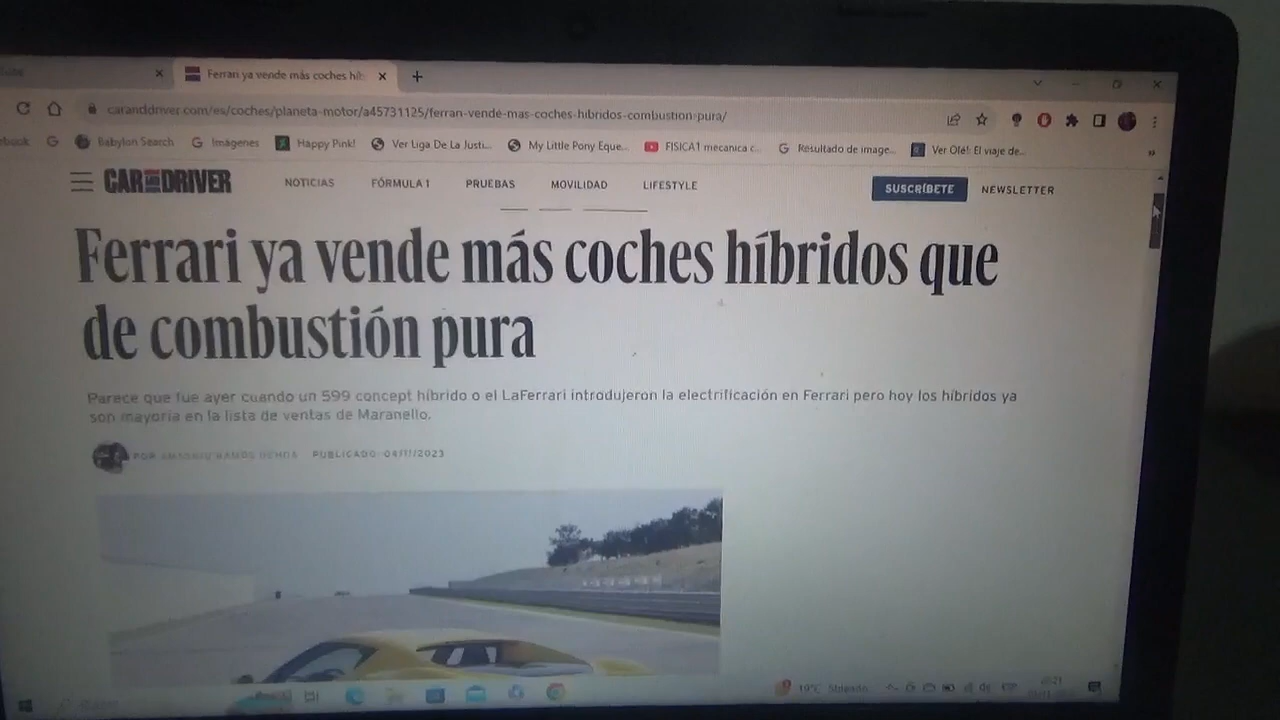 Ferrari ya vende más coches híb
caranddriver.com/es/coches/planeta-motor/a45731125/ferrari-vende-mas-coches-hibridos-combustion-pura/
Babylon Search Imágenes Happy Pink! Ver Liga De La Justi... My Little Pony Eque... FISICA1 mecanica c... Resultado de image... Ver Olé!: El viaje de...
CAR AND DRIVER NOTICIAS FÓRMULA 1 PRUEBAS MOVILIDAD LIFESTYLE SUSCRÍBETE NEWSLETTER
Ferrari ya vende más coches híbridos que
de combustión pura
Parece que fue ayer cuando un 599 concept híbrido o el LaFerrari introdujeron la electrificación en Ferrari pero hoy los híbridos ya
son mayoría en la lista de ventas de Maranello.
POR RAMOS OCHOA PUBLICADO: 04/11/2023
19°C